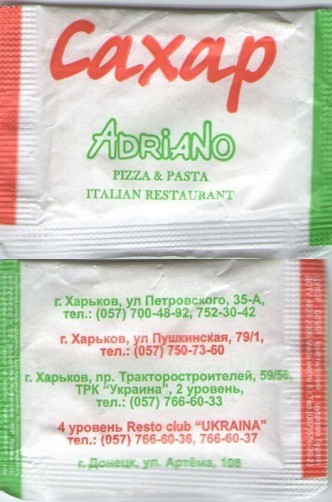 Сахар
ADRiANO
PIZZA & PASTA
ITALIAN RESTAURANT
г. Харьков, ул Петровского, 35-А,
тел.: (057) 700-48-92, 752-30-42
г. Харьков, ул Пушкинская, 79/1,
тел.: (057) 750-73-60
г. Харьков, пр. Тракторостроителей, 59/56,
ТРК "Украина", 2 уровень,
тел.: (057) 766-60-33
4 уровень Resto club "UKRAINA"
тел.: (057) 766-60-36, 766-60-37
г. Донецк, ул. Артёма, 108